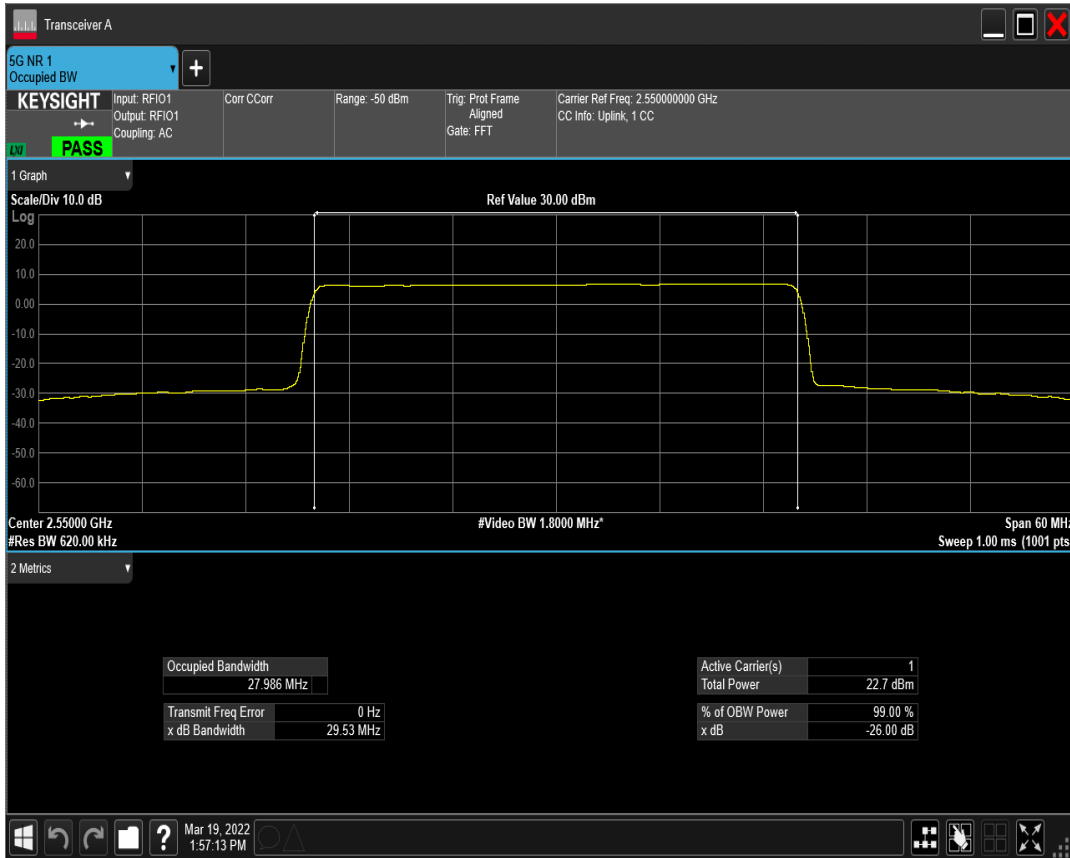 Transceiver A
5G NR 1
Occupied BW
+
KEYSIGHT
LXI
PASS
Input: RFIO1
Output: RFIO1
Coupling: AC
Corr CCorr
Range: -50 dBm
Trig: Prot Frame
Aligned
Gate: FFT
Carrier Ref Freq: 2.550000000 GHz
CC Info: Uplink, 1 CC
1 Graph
Scale/Div 10.0 dB
Ref Value 30.00 dBm
Log
20.0
10.0
0.00
-10.0
-20.0
-30.0
-40.0
-50.0
-60.0
Center 2.55000 GHz
#Video BW 1.8000 MHz*
Span 60 MHz
#Res BW 620.00 kHz
Sweep 1.00 ms (1001 pts
2 Metrics
Occupied Bandwidth
27.986 MHz
Transmit Freq Error 0 Hz
x dB Bandwidth 29.53 MHz
Active Carrier(s) 1
Total Power 22.7 dBm
% of OBW Power 99.00 %
x dB -26.00 dB
?
Mar 19, 2022
1:57:13 PM